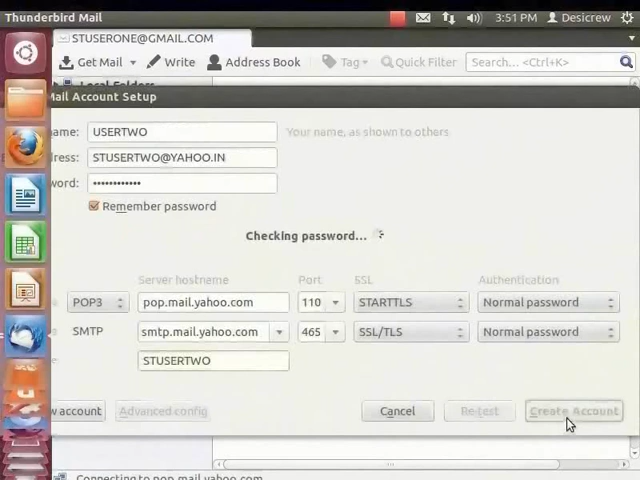 Thunderbird Mail
3:51 PM
Desicrew
STUSERONE@GMAIL.COM
Get Mail
Write
Address Book
Tag
Quick Filter
Search... <Ctrl+K>
Local Folders
Mail Account Setup
name:
USERTWO
Your name, as shown to others
dress:
STUSERTWO@YAHOO.IN
word:
••••••••••••
Remember password
Checking password...
Server hostname
Port
SSL
Authentication
POP3
pop.mail.yahoo.com
110
STARTTLS
Normal password
SMTP
smtp.mail.yahoo.com
465
SSL/TLS
Normal password
STUSERTWO
w account
Advanced config
Cancel
Re-test
Create Account
Connecting to pop.mail.yahoo.com